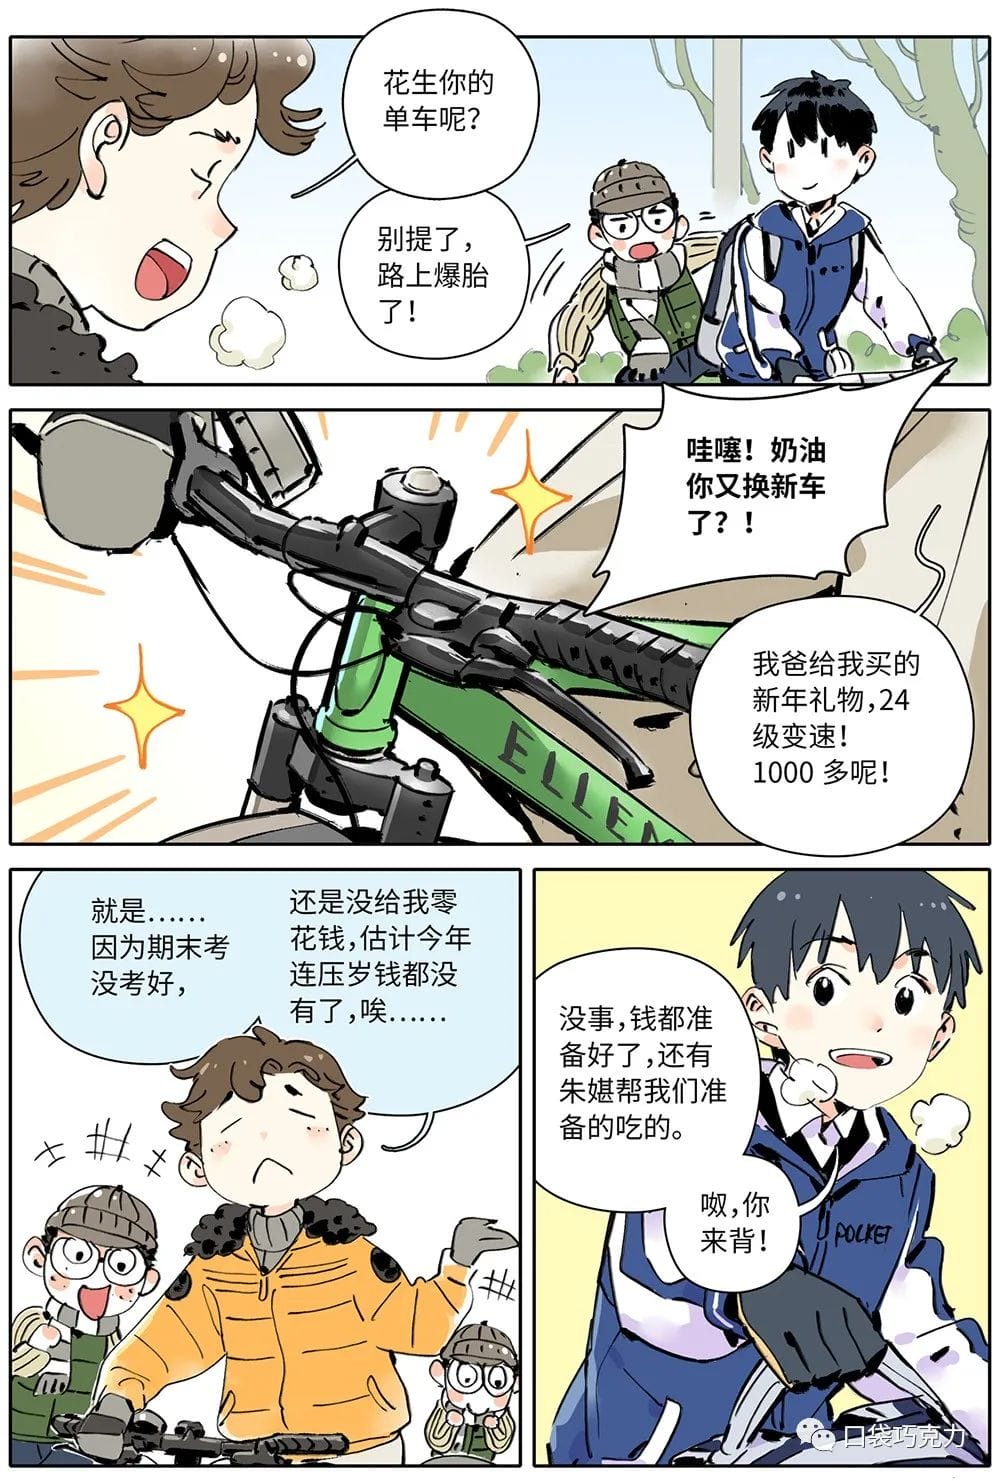 花生你的
单车呢？
别提了，
路上爆胎
了！
哇噻！奶油
你又换新车
了？！
我爸给我买的
新年礼物，24
级变速！
1000 多呢！
ELLEN
就是……
因为期末考
没考好，
还是没给我零
花钱，估计今年
连压岁钱都没
有了，唉……
没事，钱都准
备好了，还有
朱媅帮我们准
备的吃的。
呶，你
来背！
POCKET
口袋巧克力